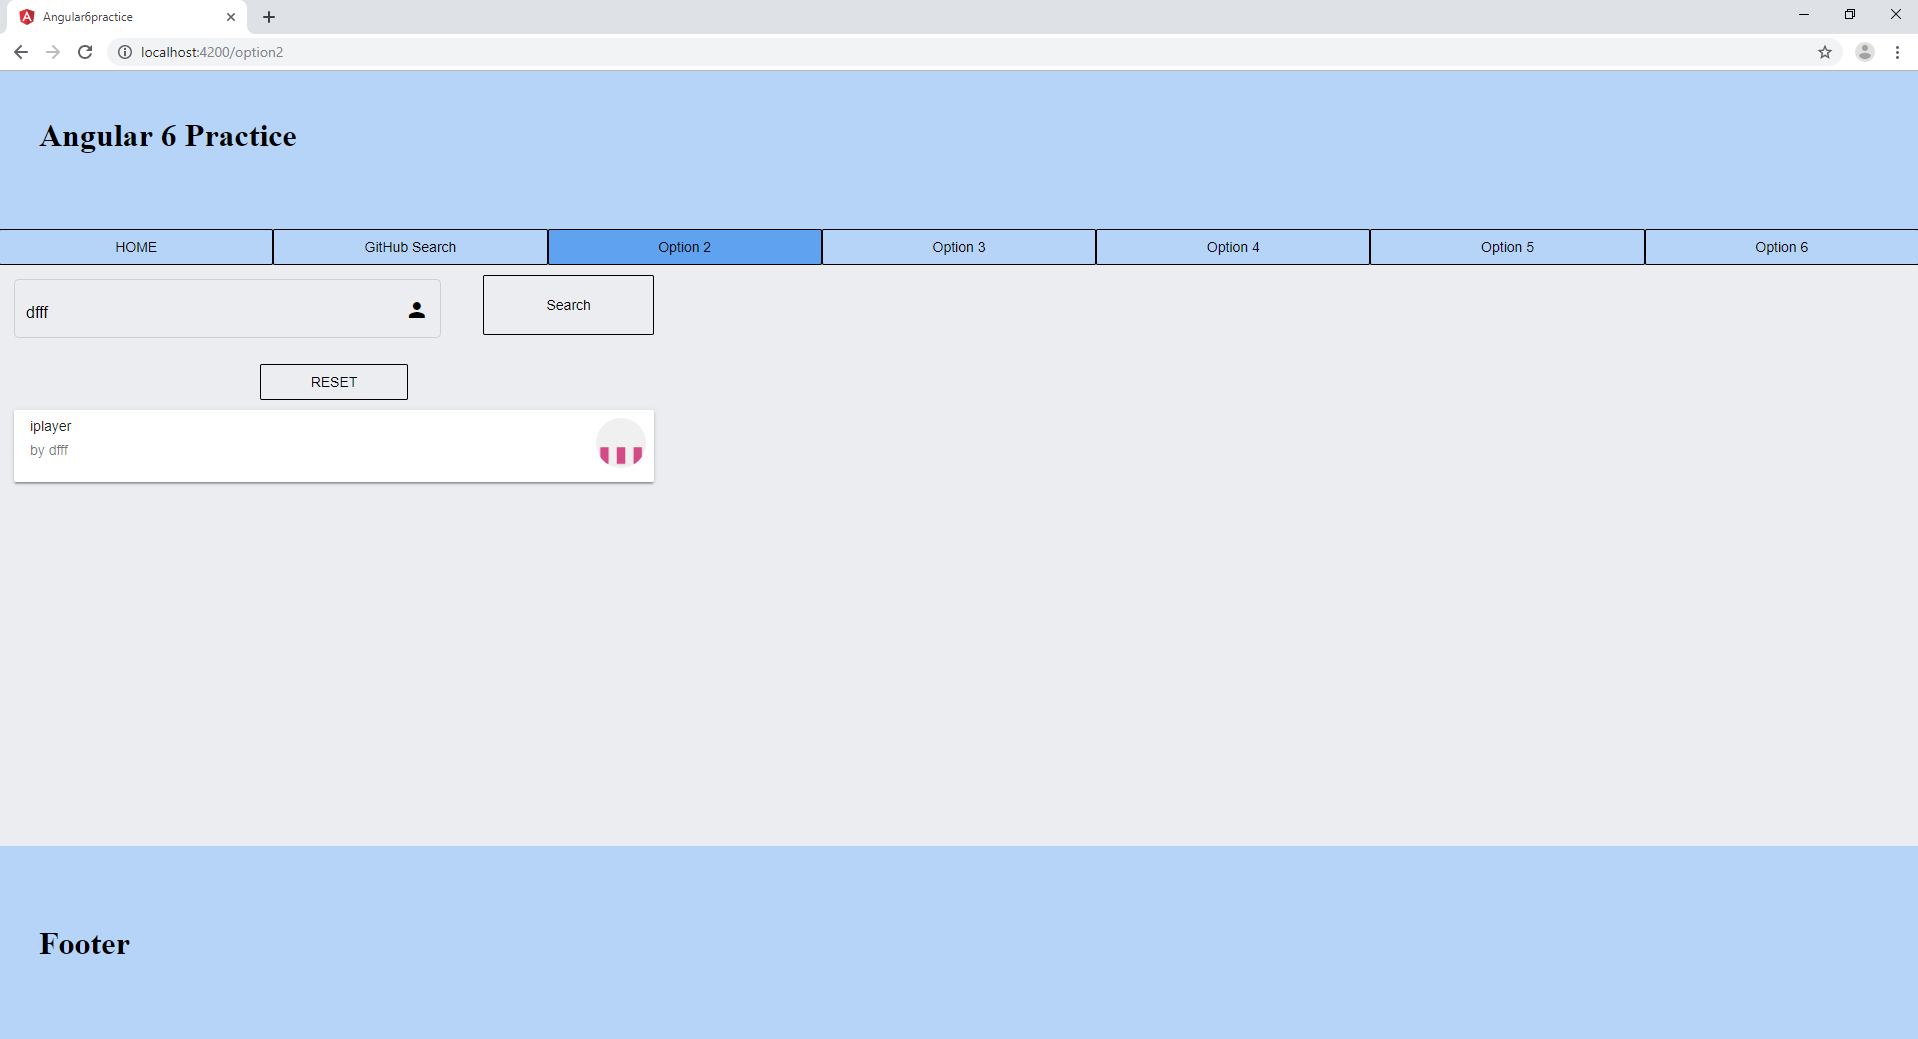 Angular6practice
localhost:4200/option2
Angular 6 Practice
HOME GitHub Search Option 2 Option 3 Option 4 Option 5 Option 6
dfff Search
RESET
iplayer
by dfff
Footer